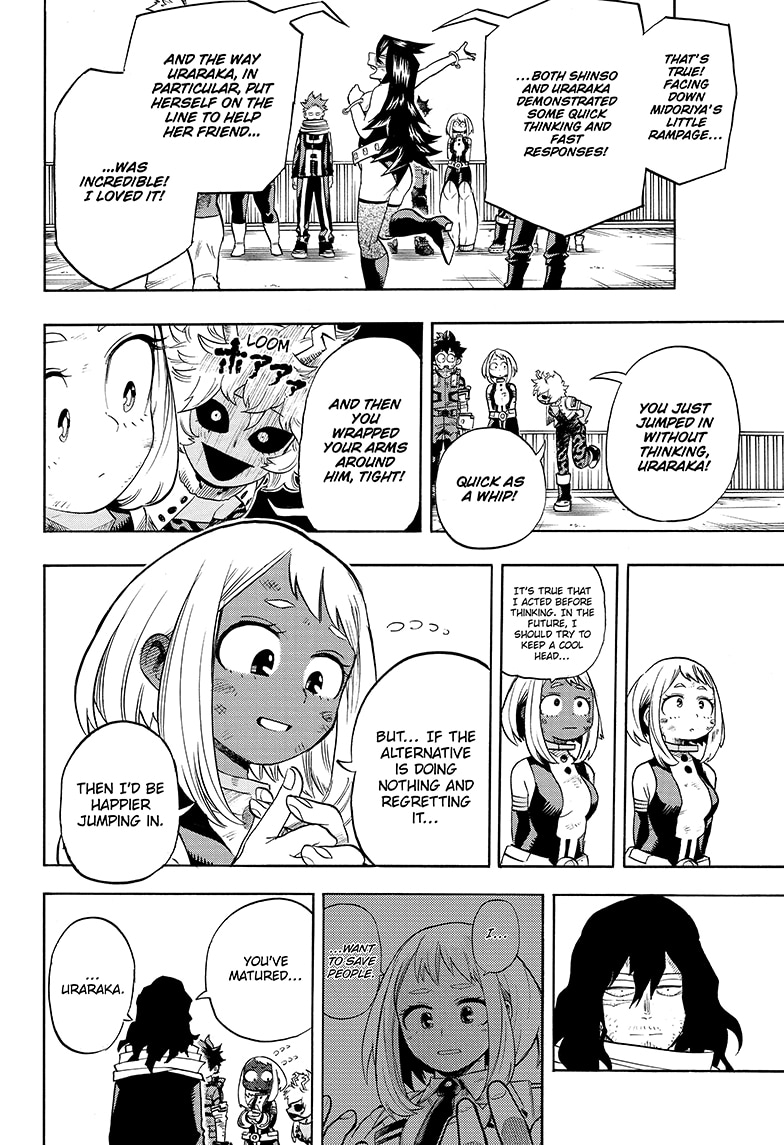 THAT'S
TRUE!
FACING
DOWN
MIDORIYA'S
LITTLE
RAMPAGE...
...BOTH SHINSO
AND URARAKA
DEMONSTRATED
SOME QUICK
THINKING AND
FAST
RESPONSES!
AND THE WAY
URARAKA, IN
PARTICULAR, PUT
HERSELF ON THE
LINE TO HELP
HER FRIEND...
...WAS
INCREDIBLE!
I LOVED IT!
YOU JUST
JUMPED IN
WITHOUT
THINKING,
URARAKA!
QUICK AS
A WHIP!
AND THEN
YOU
WRAPPED
YOUR ARMS
AROUND
HIM, TIGHT!
LOOM
ホアアア
IT'S TRUE THAT
I ACTED BEFORE
THINKING. IN THE
FUTURE, I
SHOULD TRY TO
KEEP A COOL
HEAD...
BUT... IF THE
ALTERNATIVE
IS DOING
NOTHING AND
REGRETTING
IT...
THEN I'D BE
HAPPIER
JUMPING IN.
I...
...WANT
TO SAVE
PEOPLE.
YOU'VE
MATURED...
...
URARAKA.